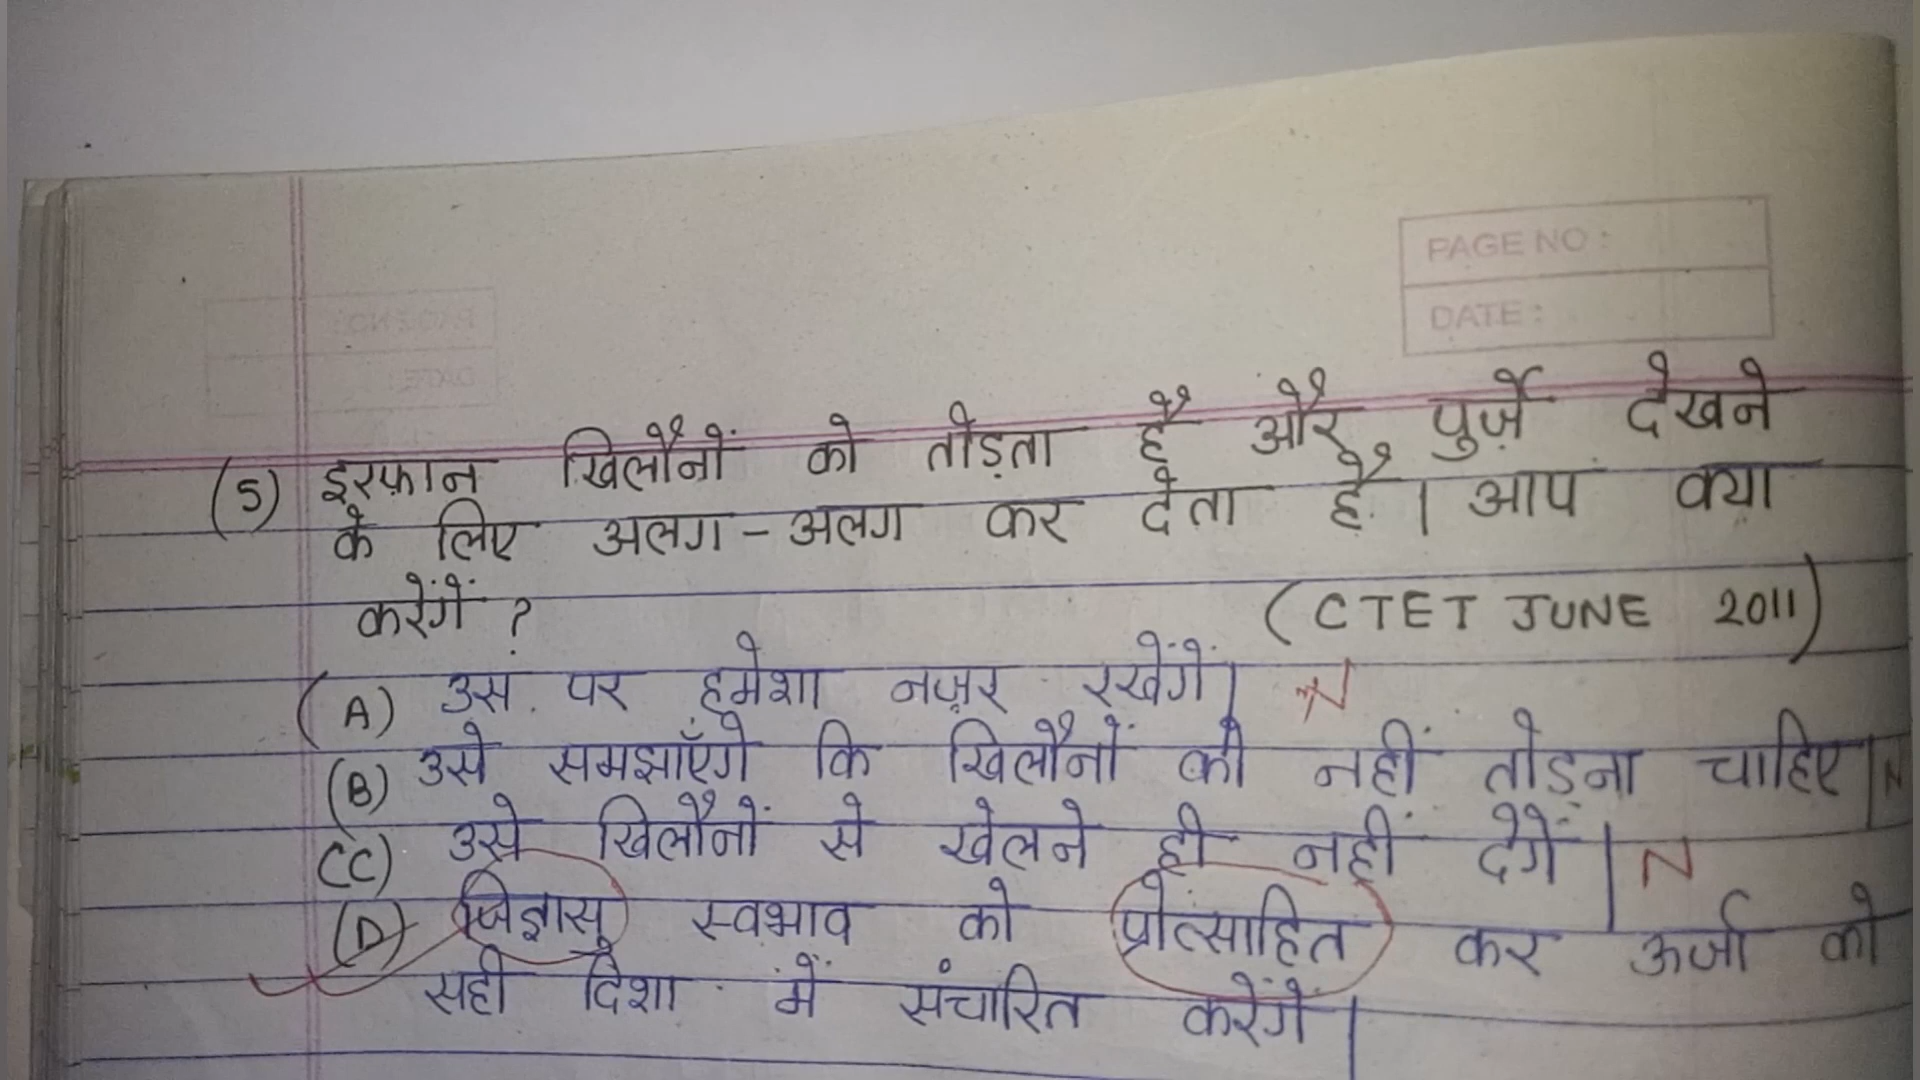 PAGE NO :
DATE :
(5) इरफ़ान खिलौनों को तोड़ता है और पुर्ज़े देखने
के लिए अलग - अलग कर देता है। आप क्या
करेंगें ?
(CTET JUNE 2011)
(A) उस पर हमेशा नज़र रखेंगें। N
(B) उसे समझाएँगे कि खिलौनों को नहीं तोड़ना चाहिए। N
(C) उसे खिलौनों से खेलने ही नहीं देगें। N
(D) जिज्ञासु स्वभाव को प्रोत्साहित कर ऊर्जा को
सही दिशा में संचारित करेंगें।